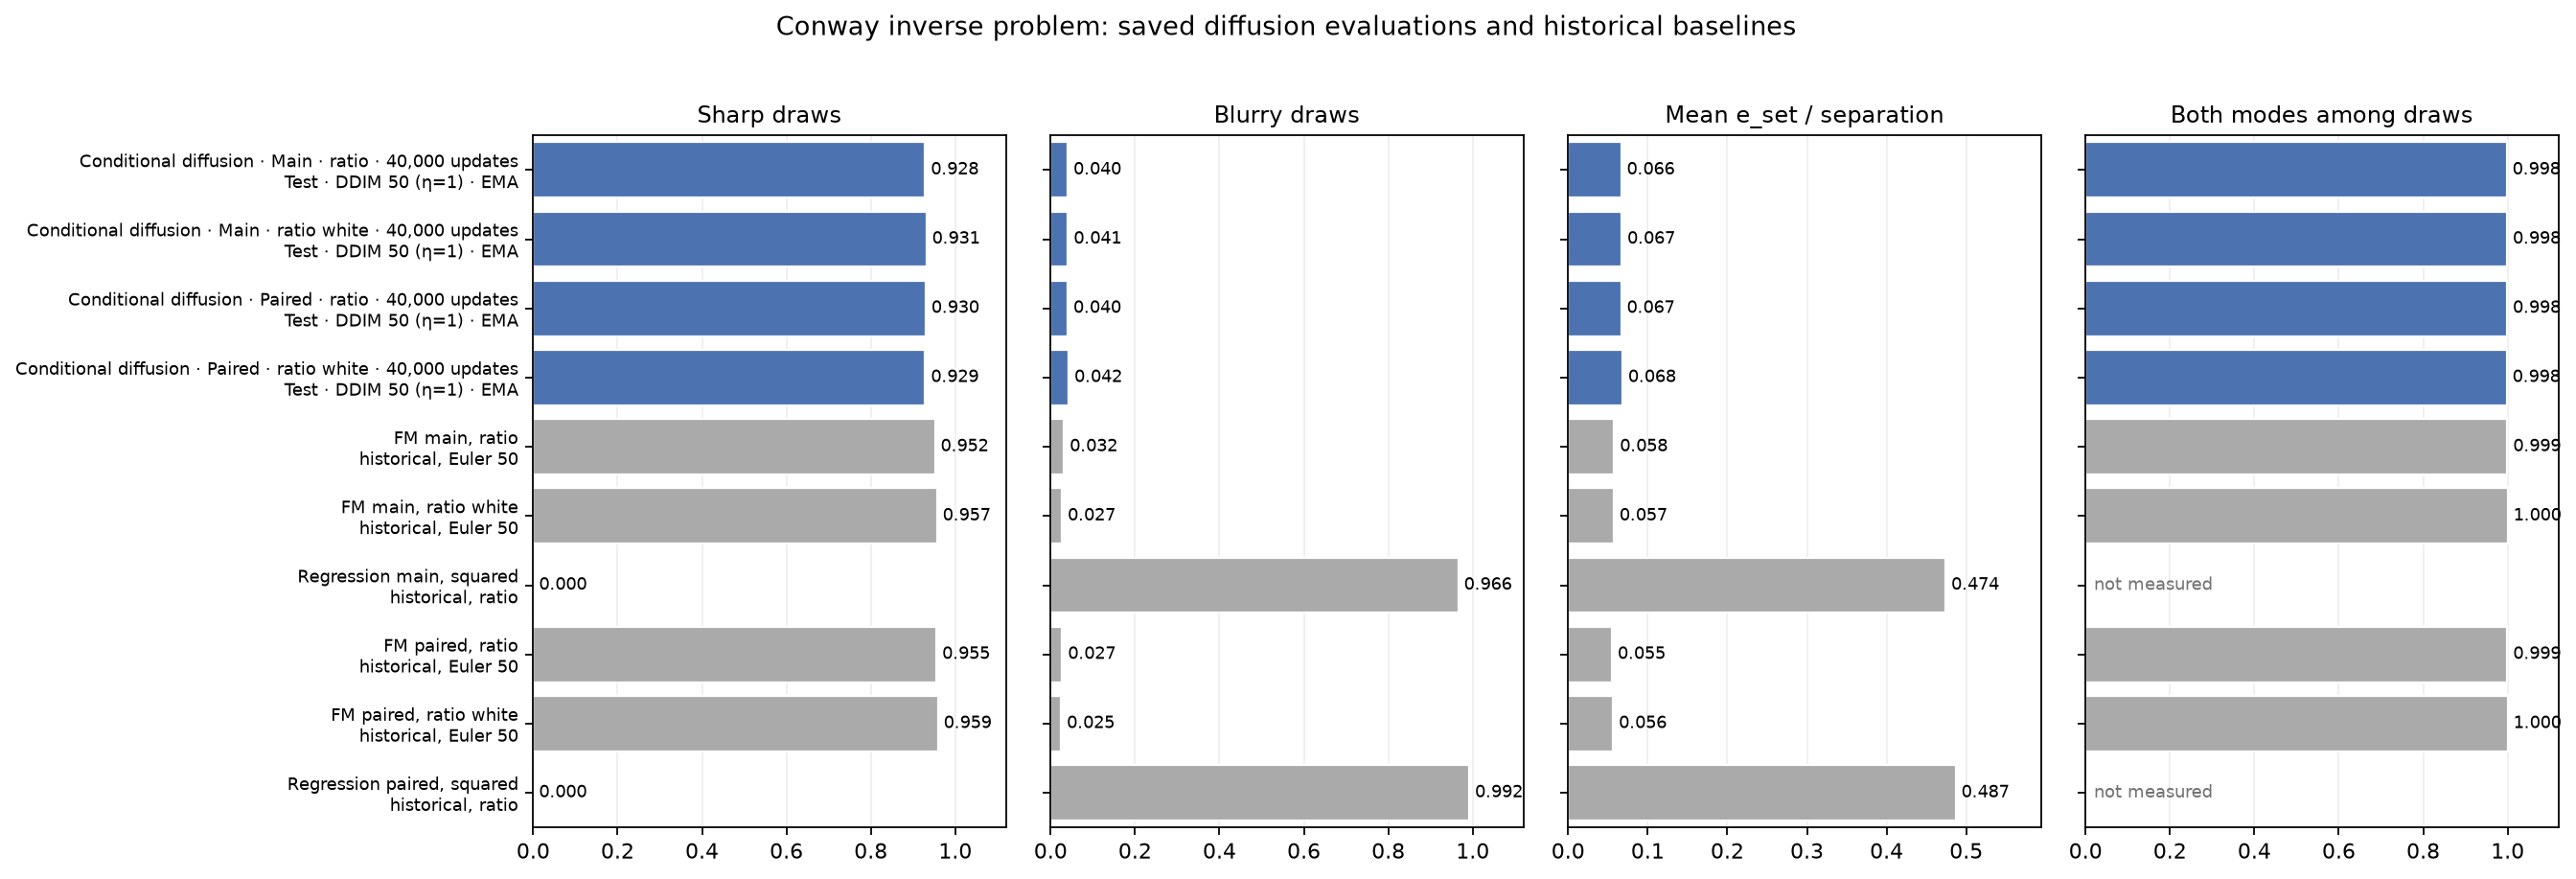 Conway inverse problem: saved diffusion evaluations and historical baselines
Sharp draws
Blurry draws
Mean e_set / separation
Both modes among draws
Conditional diffusion · Main · ratio · 40,000 updates
Test · DDIM 50 (η=1) · EMA
0.928
0.040
0.066
0.998
Conditional diffusion · Main · ratio white · 40,000 updates
Test · DDIM 50 (η=1) · EMA
0.931
0.041
0.067
0.998
Conditional diffusion · Paired · ratio · 40,000 updates
Test · DDIM 50 (η=1) · EMA
0.930
0.040
0.067
0.998
Conditional diffusion · Paired · ratio white · 40,000 updates
Test · DDIM 50 (η=1) · EMA
0.929
0.042
0.068
0.998
FM main, ratio
historical, Euler 50
0.952
0.032
0.058
0.999
FM main, ratio white
historical, Euler 50
0.957
0.027
0.057
1.000
Regression main, squared
historical, ratio
0.000
0.966
0.474
not measured
FM paired, ratio
historical, Euler 50
0.955
0.027
0.055
0.999
FM paired, ratio white
historical, Euler 50
0.959
0.025
0.056
1.000
Regression paired, squared
historical, ratio
0.000
0.992
0.487
not measured
0.0 0.2 0.4 0.6 0.8 1.0
0.0 0.2 0.4 0.6 0.8 1.0
0.0 0.1 0.2 0.3 0.4 0.5
0.0 0.2 0.4 0.6 0.8 1.0